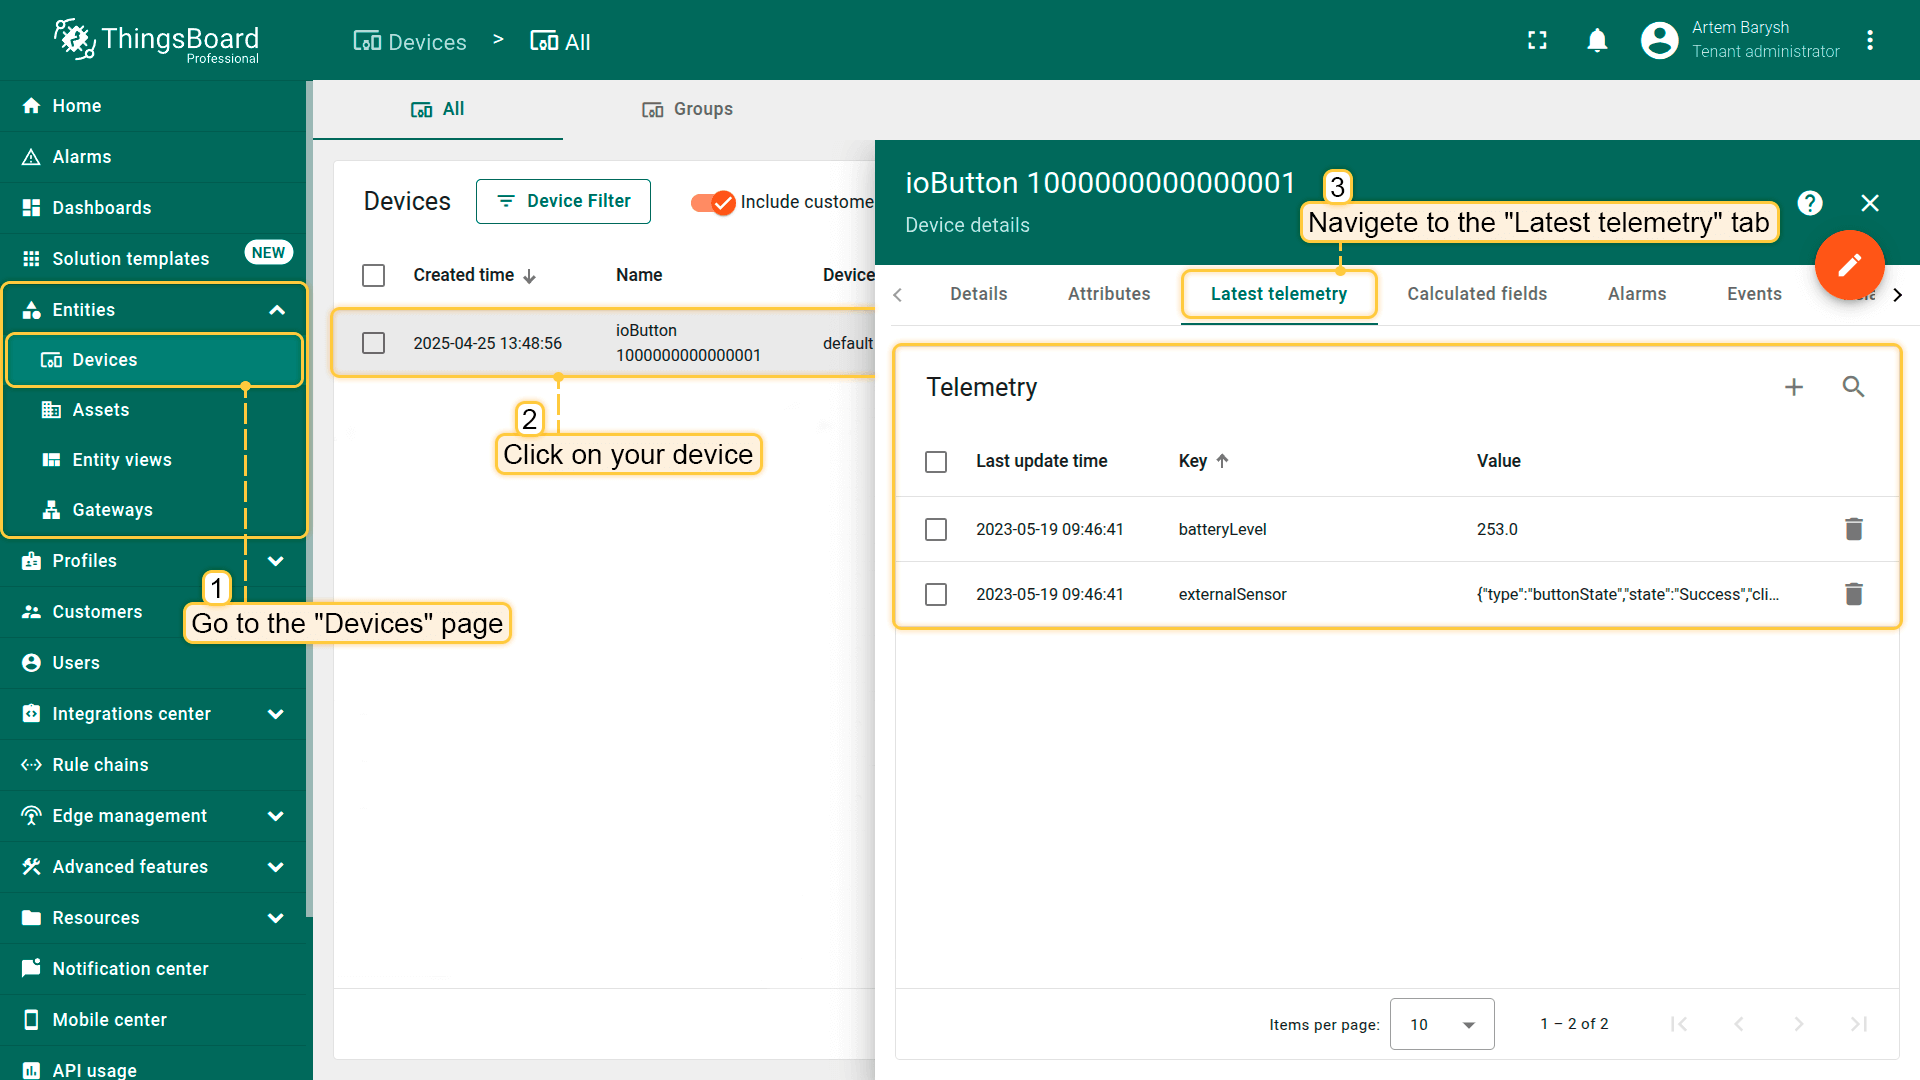 ThingsBoard
Professional
Devices > All
Artem Barysh
Tenant administrator
Home
Alarms
Dashboards
Solution templates NEW
Entities
Devices
Assets
Entity views
Gateways
Profiles
Customers
Users
Integrations center
Rule chains
Edge management
Advanced features
Resources
Notification center
Mobile center
API usage
1
Go to the "Devices" page
All
Groups
Devices
Device Filter
Include custome
Created time
Name
Device
2025-04-25 13:48:56
ioButton
1000000000000001
default
2
Click on your device
ioButton 1000000000000001
Device details
3
Navigete to the "Latest telemetry" tab
Details
Attributes
Latest telemetry
Calculated fields
Alarms
Events
Telemetry
Last update time
Key
Value
2023-05-19 09:46:41
batteryLevel
253.0
2023-05-19 09:46:41
externalSensor
{"type":"buttonState","state":"Success","cli...
Items per page:
10
1 – 2 of 2